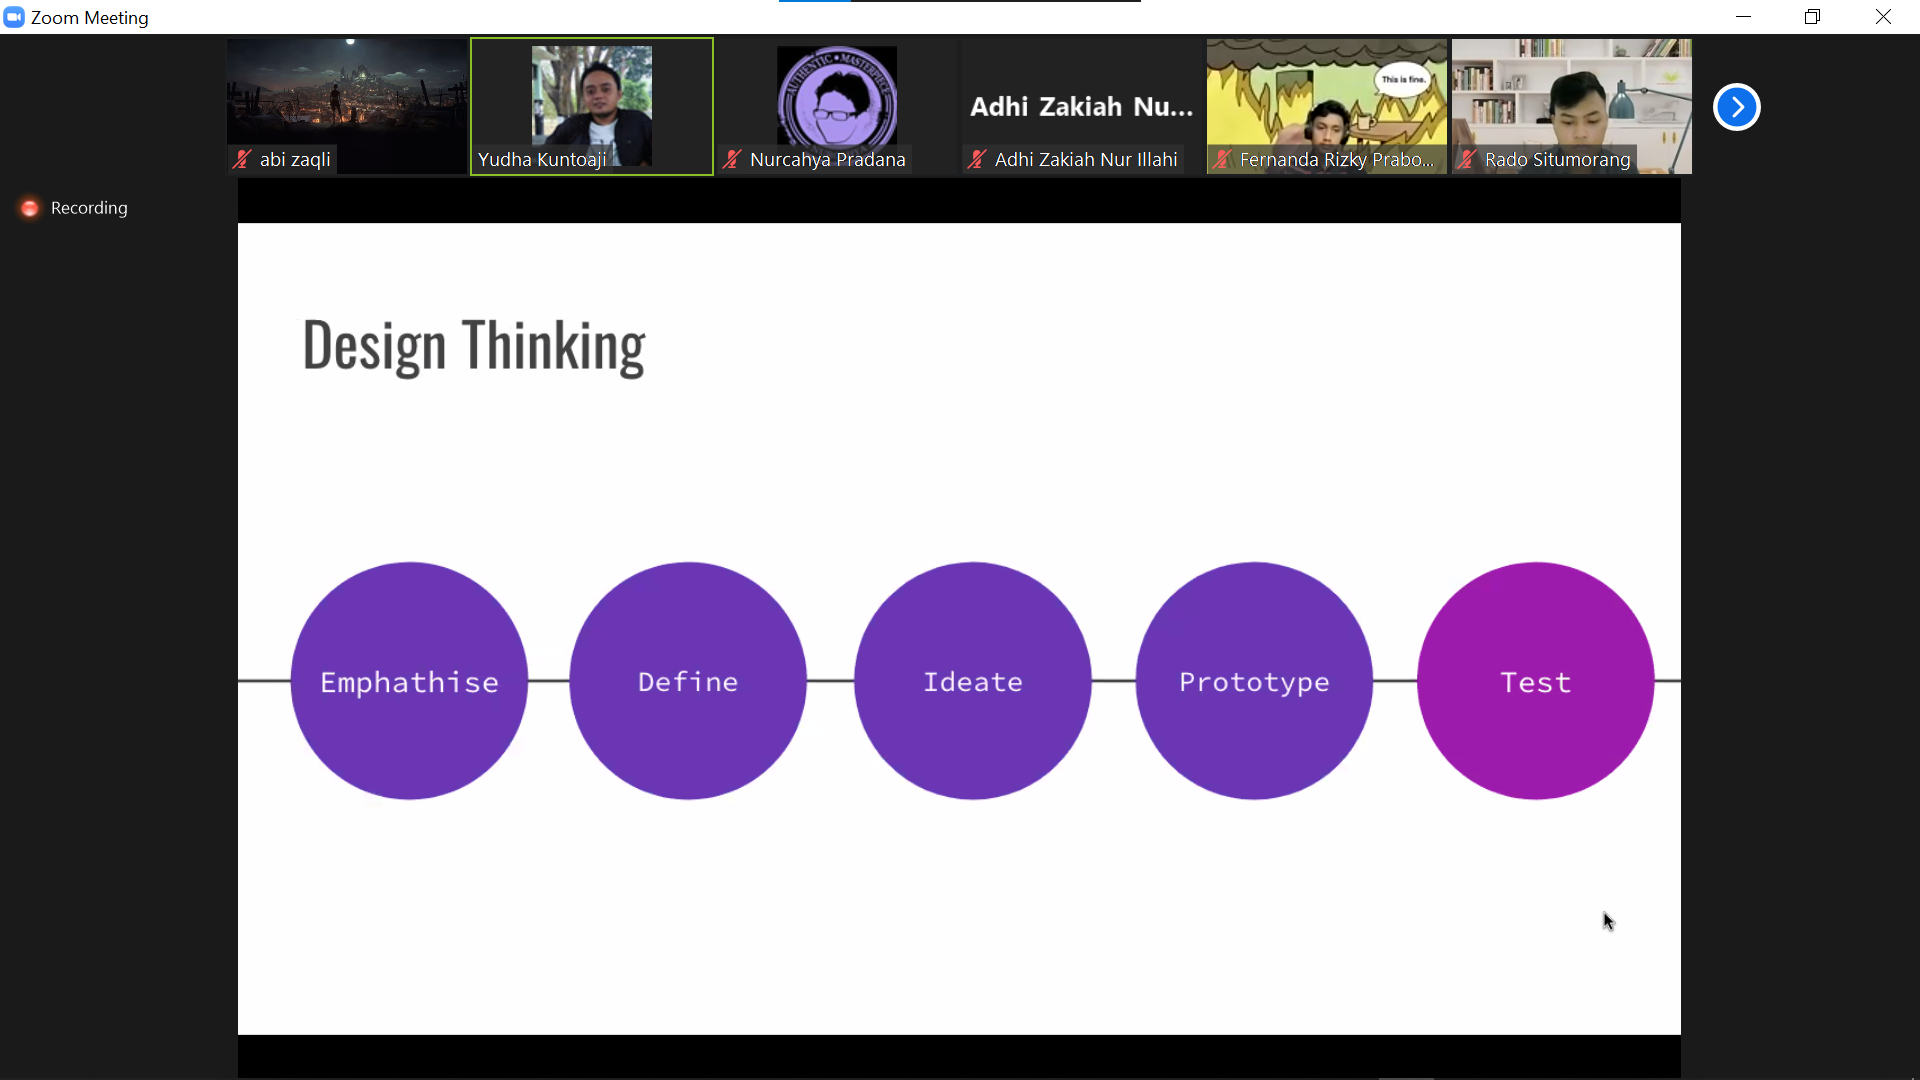 Zoom Meeting
Adhi Zakiah Nu...
This is fine.
AUTHENTIC • MASTERPIECE
abi zaqli
Yudha Kuntoaji
Nurcahya Pradana
Adhi Zakiah Nur Illahi
Fernanda Rizky Prabo...
Rado Situmorang
Recording
Design Thinking
Emphathise
Define
Ideate
Prototype
Test